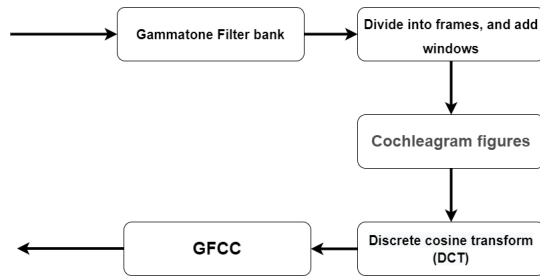 Gammatone Filter bank
Divide into frames, and add
windows
Cochleagram figures
Discrete cosine transform
(DCT)
GFCC